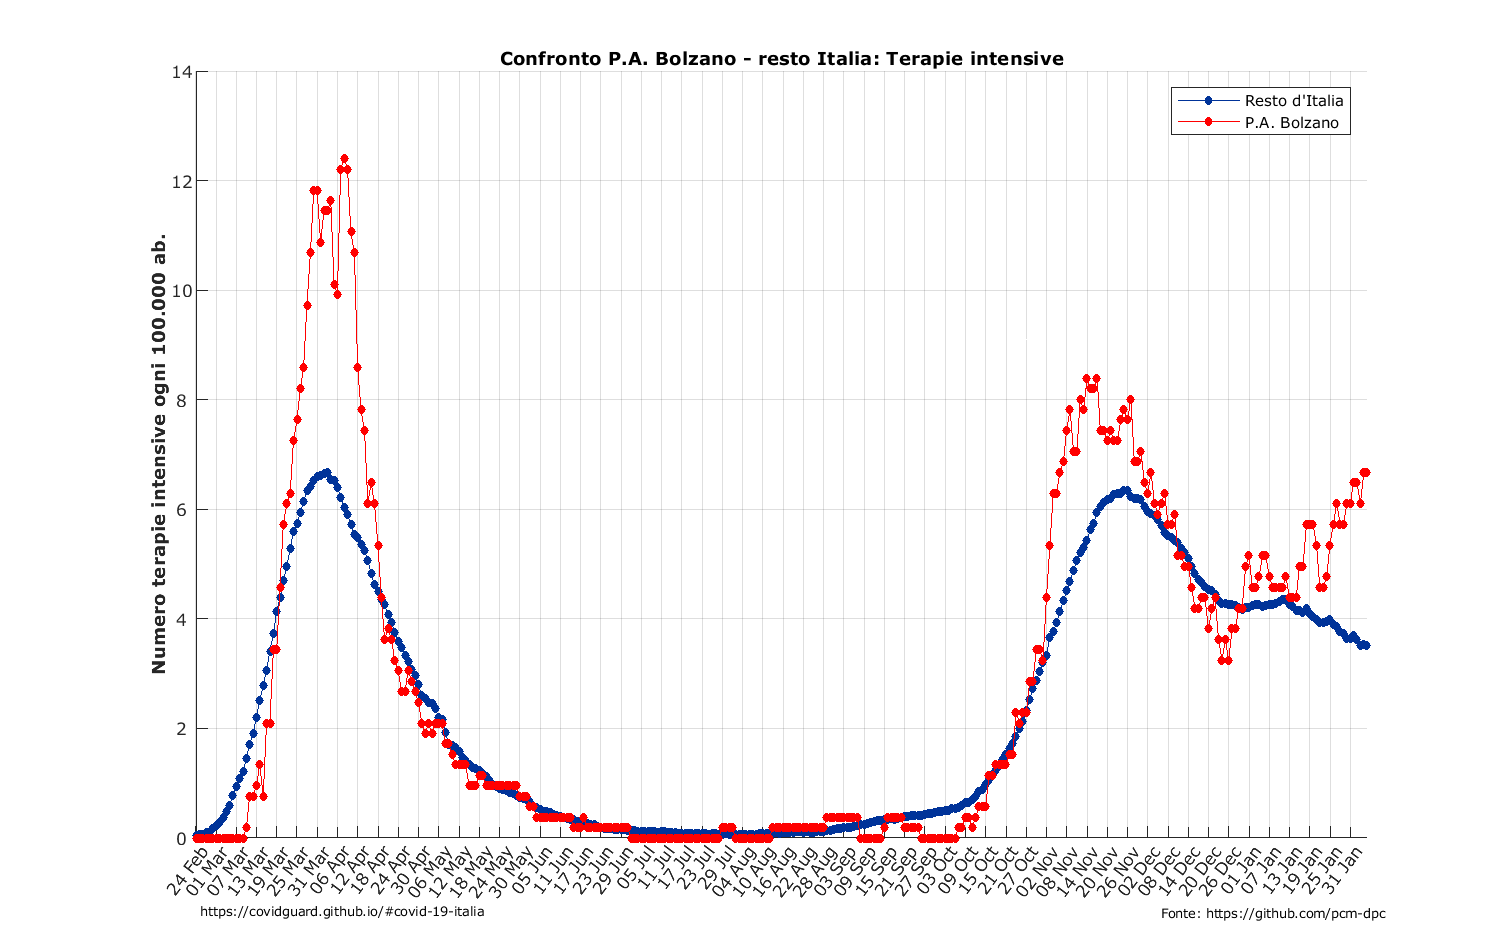 Confronto P.A. Bolzano - resto Italia: Terapie intensive
Resto d'Italia
P.A. Bolzano
Numero terapie intensive ogni 100.000 ab.
14
12
10
8
6
4
2
0
24 Feb
01 Mar
07 Mar
13 Mar
19 Mar
25 Mar
31 Mar
06 Apr
12 Apr
18 Apr
24 Apr
30 Apr
06 May
12 May
18 May
24 May
30 May
05 Jun
11 Jun
17 Jun
23 Jun
29 Jun
05 Jul
11 Jul
17 Jul
23 Jul
29 Jul
04 Aug
10 Aug
16 Aug
22 Aug
28 Aug
03 Sep
09 Sep
15 Sep
21 Sep
27 Sep
03 Oct
09 Oct
15 Oct
21 Oct
27 Oct
02 Nov
08 Nov
14 Nov
20 Nov
26 Nov
02 Dec
08 Dec
14 Dec
20 Dec
26 Dec
01 Jan
07 Jan
13 Jan
19 Jan
25 Jan
31 Jan
https://covidguard.github.io/#covid-19-italia
Fonte: https://github.com/pcm-dpc